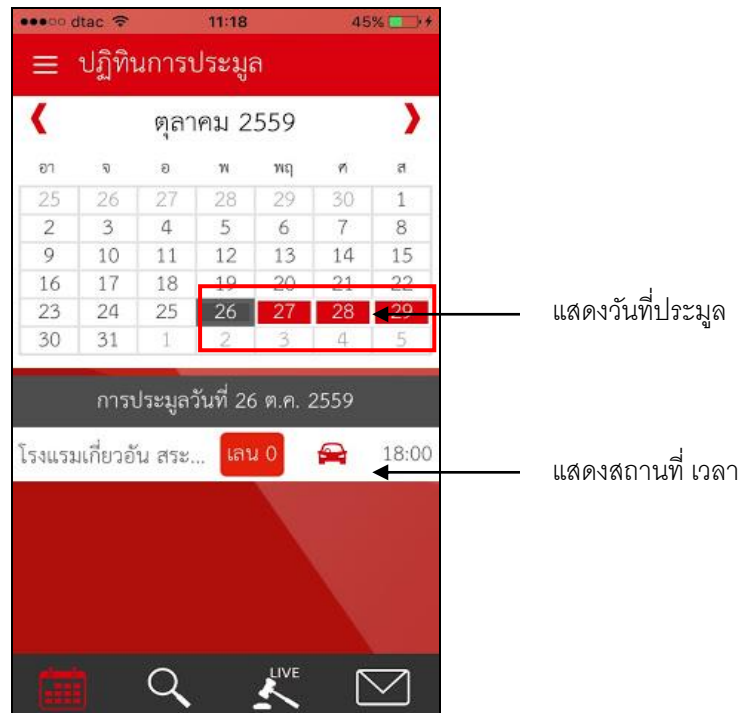 dtac 11:18 45%
ปฏิทินการประมูล
ตุลาคม 2559
อา จ อ พ พฤ ศ ส
25 26 27 28 29 30 1
2 3 4 5 6 7 8
9 10 11 12 13 14 15
16 17 18 19 20 21 22
23 24 25 26 27 28 29
แสดงวันที่ประมูล
30 31 1 2 3 4 5
การประมูลวันที่ 26 ต.ค. 2559
โรงแรมเกี่ยวอัน สระ... เลน 0 18:00
แสดงสถานที่ เวลา
LIVE